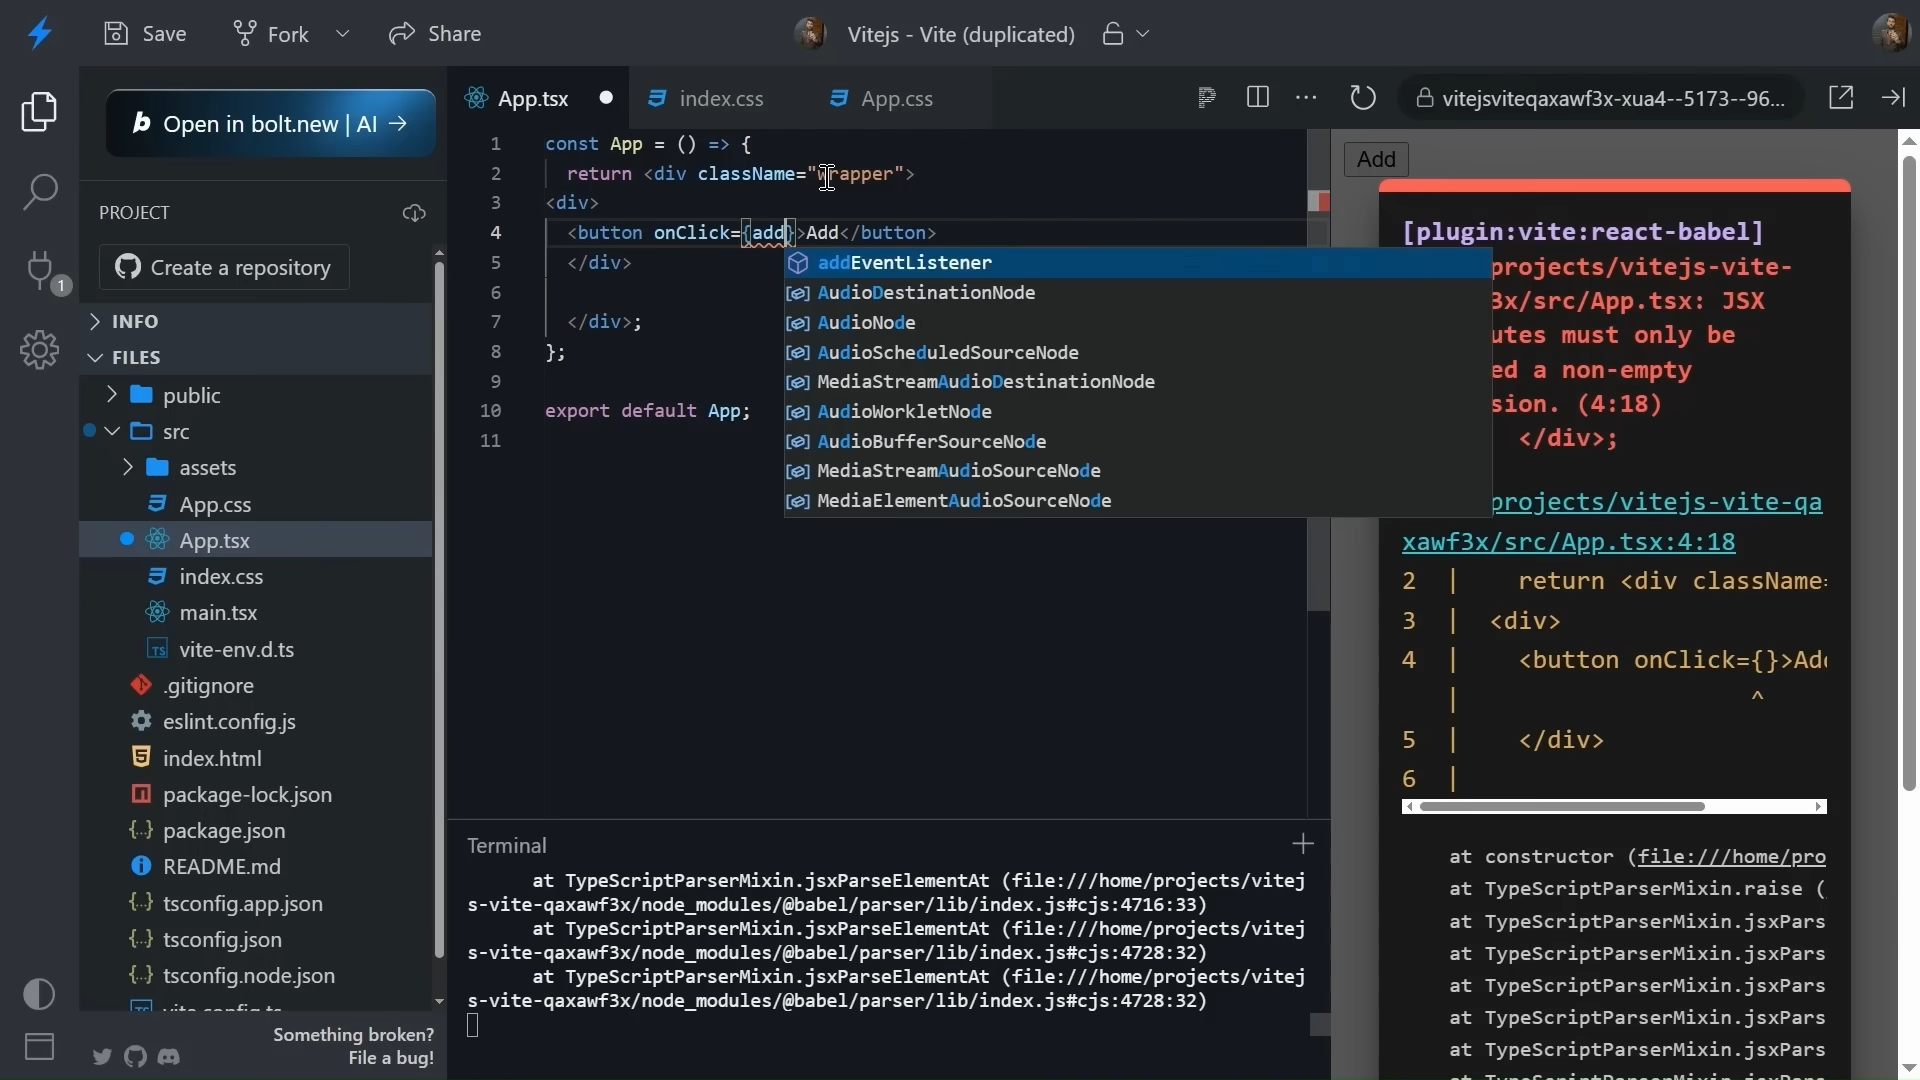 Save
Fork
Share
Vitejs - Vite (duplicated)
b Open in bolt.new | AI →
PROJECT
Create a repository
1
INFO
FILES
public
src
assets
App.css
App.tsx
index.css
main.tsx
TS vite-env.d.ts
.gitignore
eslint.config.js
index.html
package-lock.json
package.json
README.md
tsconfig.app.json
tsconfig.json
tsconfig.node.json
vite.config.ts
Something broken?
File a bug!
App.tsx
index.css
App.css
vitejsviteqaxawf3x-xua4--5173--96...
1 const App = () => {
2 return <div className="wrapper">
3 <div>
4 <button onClick={add}>Add</button>
5 </div>
6
7 </div>;
8 };
9
10 export default App;
11
addEventListener
AudioDestinationNode
AudioNode
AudioScheduledSourceNode
MediaStreamAudioDestinationNode
AudioWorkletNode
AudioBufferSourceNode
MediaStreamAudioSourceNode
MediaElementAudioSourceNode
Terminal
at TypeScriptParserMixin.jsxParseElementAt (file:///home/projects/vitej
s-vite-qaxawf3x/node_modules/@babel/parser/lib/index.js#cjs:4716:33)
at TypeScriptParserMixin.jsxParseElementAt (file:///home/projects/vitej
s-vite-qaxawf3x/node_modules/@babel/parser/lib/index.js#cjs:4728:32)
at TypeScriptParserMixin.jsxParseElementAt (file:///home/projects/vitej
s-vite-qaxawf3x/node_modules/@babel/parser/lib/index.js#cjs:4728:32)
Add
[plugin:vite:react-babel]
projects/vitejs-vite-
3x/src/App.tsx: JSX
utes must only be
ed a non-empty
sion. (4:18)
</div>;
projects/vitejs-vite-qa
xawf3x/src/App.tsx:4:18
2 | return <div className=
3 | <div>
4 | <button onClick={}>Add
| ^
5 | </div>
6 |
at constructor (file:///home/pro
at TypeScriptParserMixin.raise (
at TypeScriptParserMixin.jsxPars
at TypeScriptParserMixin.jsxPars
at TypeScriptParserMixin.jsxPars
at TypeScriptParserMixin.jsxPars
at TypeScriptParserMixin.jsxPars